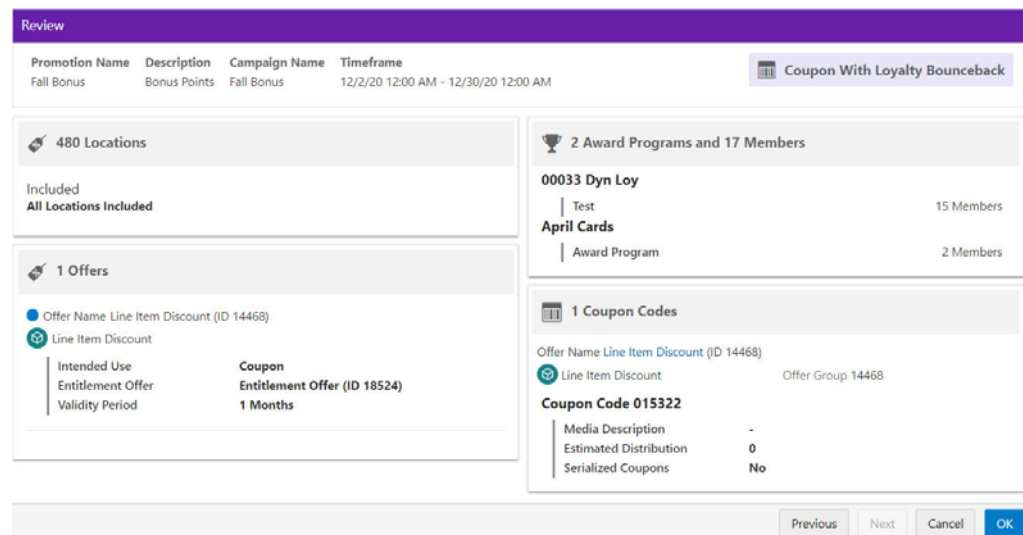 Review
Promotion Name Description Campaign Name Timeframe
Fall Bonus Bonus Points Fall Bonus 12/2/20 12:00 AM - 12/30/20 12:00 AM
Coupon With Loyalty Bounceback
480 Locations
Included
All Locations Included
1 Offers
Offer Name Line Item Discount (ID 14468)
Line Item Discount
Intended Use Coupon
Entitlement Offer Entitlement Offer (ID 18524)
Validity Period 1 Months
2 Award Programs and 17 Members
00033 Dyn Loy
Test 15 Members
April Cards
Award Program 2 Members
1 Coupon Codes
Offer Name Line Item Discount (ID 14468)
Line Item Discount Offer Group 14468
Coupon Code 015322
Media Description -
Estimated Distribution 0
Serialized Coupons No
Previous Next Cancel OK